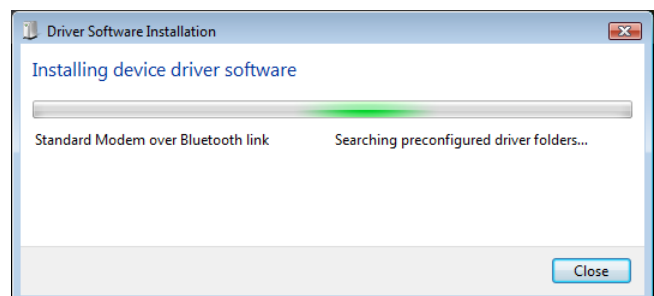 Driver Software Installation
Installing device driver software
Standard Modem over Bluetooth link Searching preconfigured driver folders...
Close